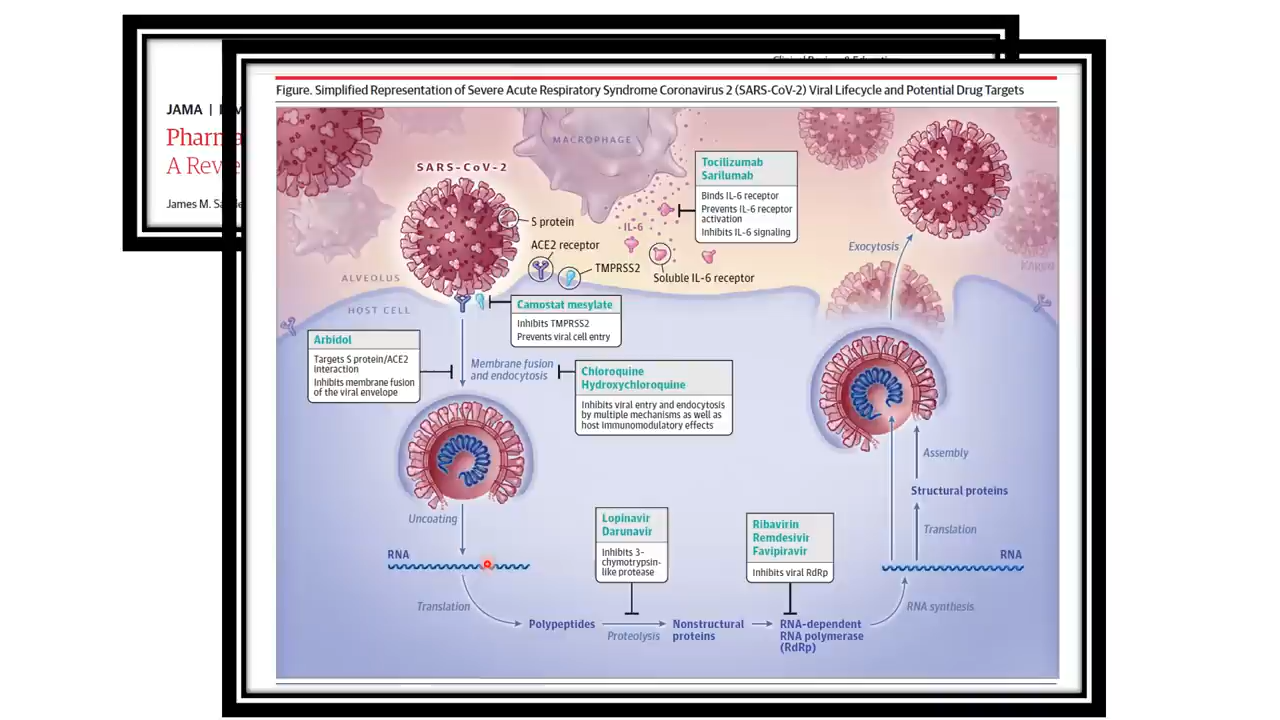 JAMA |
Figure. Simplified Representation of Severe Acute Respiratory Syndrome Coronavirus 2 (SARS-CoV-2) Viral Lifecycle and Potential Drug Targets
A
James M.
MACROPHAGE
SARS-CoV-2
Tocilizumab
Sarilumab
Binds IL-6 receptor
Prevents IL-6 receptor
activation
Inhibits IL-6 signaling
S protein
IL-6
ACE2 receptor
TMPRSS2
Soluble IL-6 receptor
Exocytosis
ALVEOLUS
HOST CELL
Camostat mesylate
Inhibits TMPRSS2
Prevents viral cell entry
Arbidol
Targets S protein/ACE2
interaction
Inhibits membrane fusion
of the viral envelope
Membrane fusion
and endocytosis
Chloroquine
Hydroxychloroquine
Inhibits viral entry and endocytosis
by multiple mechanisms as well as
host immunomodulatory effects
Assembly
Structural proteins
Translation
Uncoating
RNA
Lopinavir
Darunavir
Inhibits 3-
chymotrypsin-
like protease
Ribavirin
Remdesivir
Favipiravir
Inhibits viral RdRp
RNA
Translation
Polypeptides
Proteolysis
Nonstructural
proteins
RNA-dependent
RNA polymerase
(RdRp)
RNA synthesis